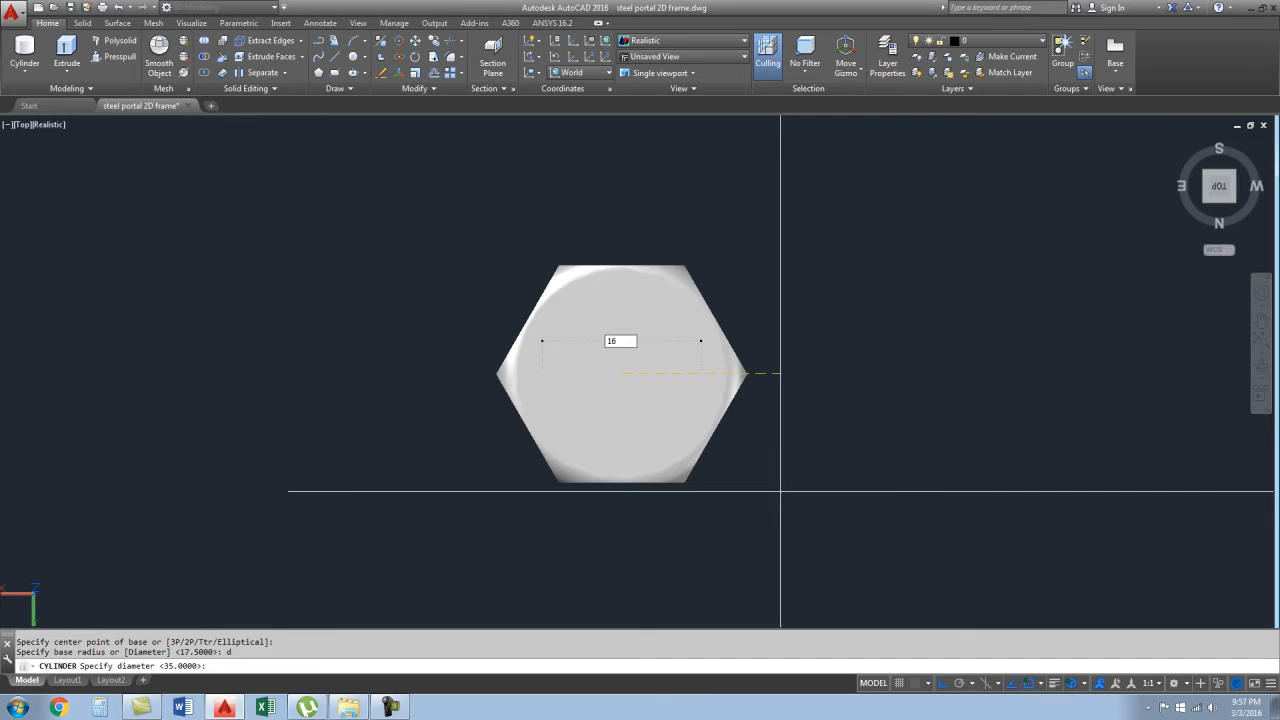 3D Modeling
Autodesk AutoCAD 2016 steel portal 2D frame.dwg
Type a keyword or phrase
Sign In
Home Solid Surface Mesh Visualize Parametric Insert Annotate View Manage Output Add-ins A360 ANSYS 16.2
Cylinder
Extrude
Polysolid
Presspull
Smooth Object
Extract Edges
Extrude Faces
Separate
Section Plane
World
Realistic
Unsaved View
Single viewport
Culling
No Filter
Move Gizmo
Layer Properties
0
Make Current
Match Layer
Group
Base
Modeling Mesh Solid Editing Draw Modify Section Coordinates View Selection Layers Groups View
Start
steel portal 2D frame*
[−][Top][Realistic]
S
E
TOP
W
N
WCS
16
X
Z
Specify center point of base or [3P/2P/Ttr/Elliptical]:
Specify base radius or [Diameter] <17.5000>: d
CYLINDER Specify diameter <35.0000>:
Model Layout1 Layout2
MODEL
1:1
9:57 PM
3/3/2016